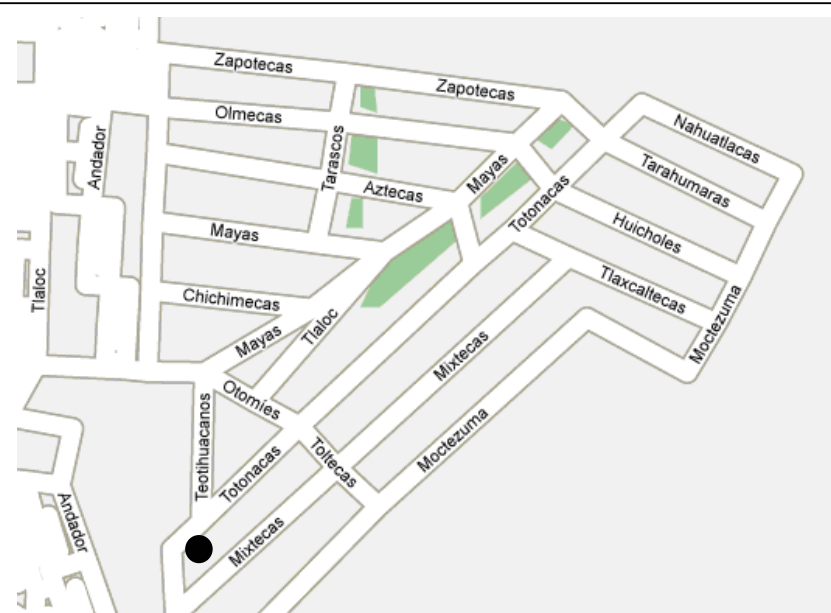 Zapotecas
Zapotecas
Olmecas
Nahuatlacas
Andador
Tarascos
Mayas
Tarahumaras
Aztecas
Totonacas
Huicholes
Mayas
Tlaloc
Tlaxcaltecas
Chichimecas
Moctezuma
Mayas
Tlaloc
Mixtecas
Otomíes
Teotihuacanos
Moctezuma
Toltecas
Totonacas
Andador
Mixtecas